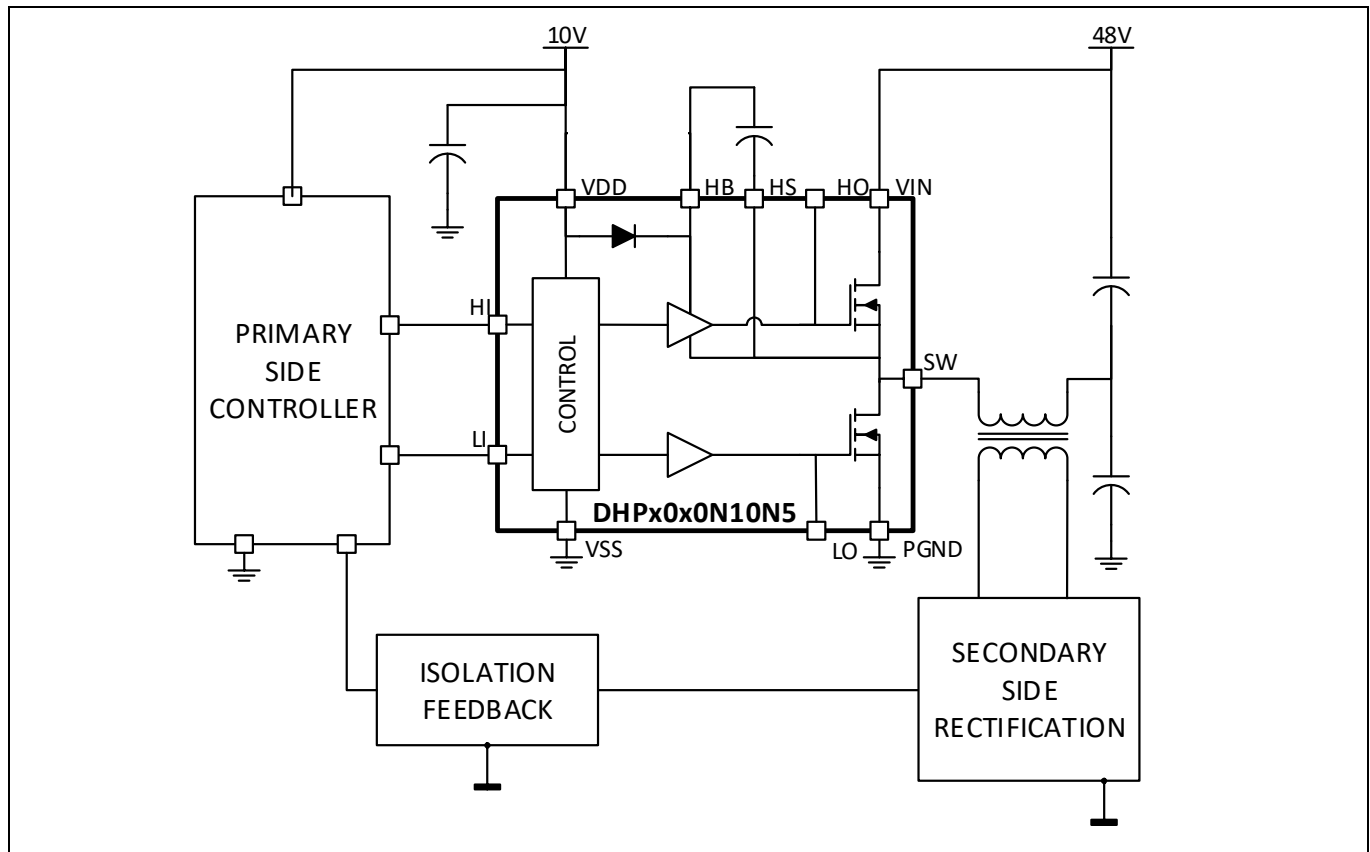 10V
48V
VDD
HB
HS
HO
VIN
HI
PRIMARY
SIDE
CONTROLLER
CONTROL
SW
LI
DHPx0x0N10N5
VSS
LO
PGND
ISOLATION
FEEDBACK
SECONDARY
SIDE
RECTIFICATION